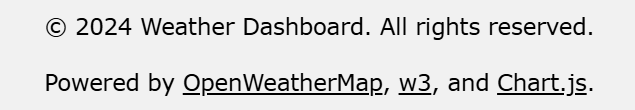 © 2024 Weather Dashboard. All rights reserved.
Powered by OpenWeatherMap, w3, and Chart.js.